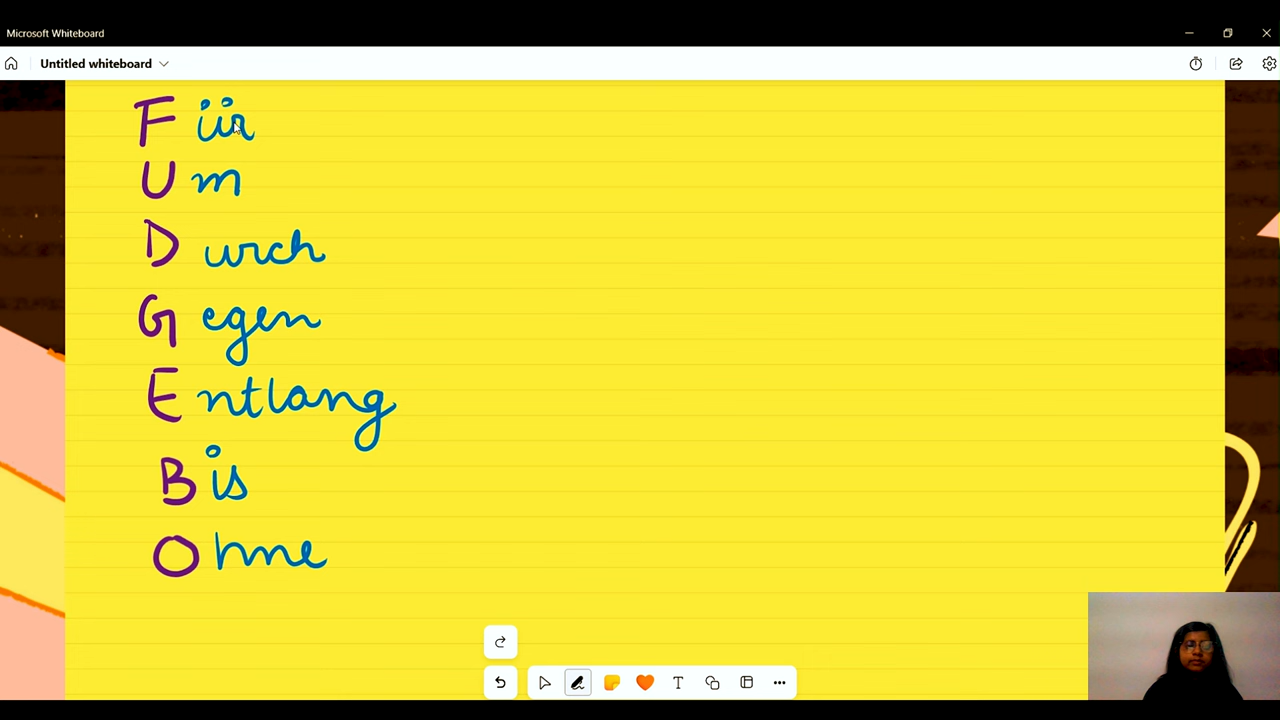 Microsoft Whiteboard
Untitled whiteboard
Für
Um
Durch
Gegen
Entlang
Bis
Ohne
T